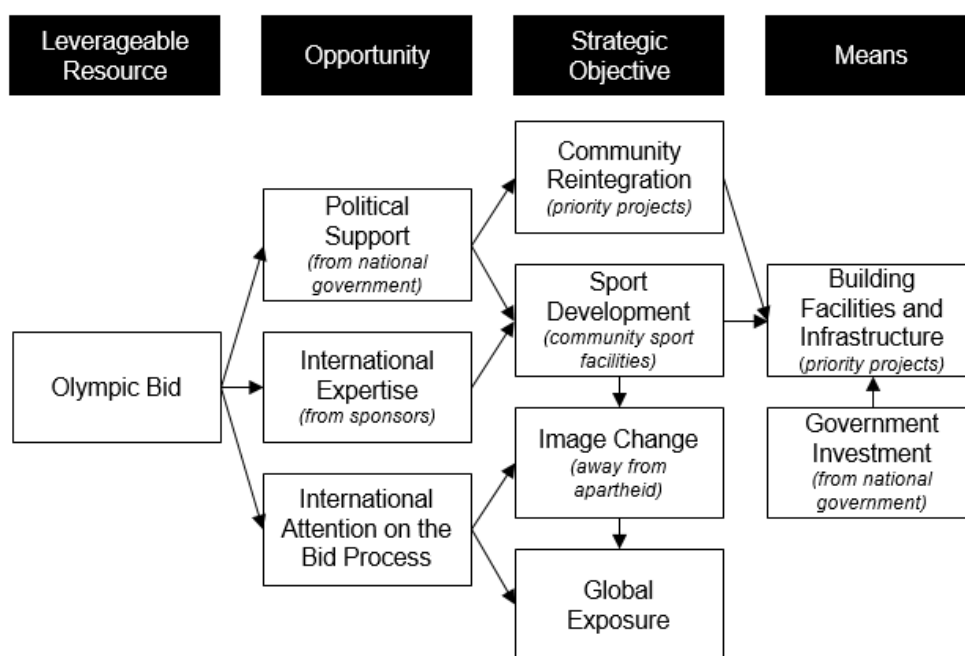 Leverageable
Resource
Opportunity
Strategic
Objective
Means
Olympic Bid
Political
Support
(from national
government)
International
Expertise
(from sponsors)
International
Attention on the
Bid Process
Community
Reintegration
(priority projects)
Sport
Development
(community sport
facilities)
Image Change
(away from
apartheid)
Global
Exposure
Building
Facilities and
Infrastructure
(priority projects)
Government
Investment
(from national
government)